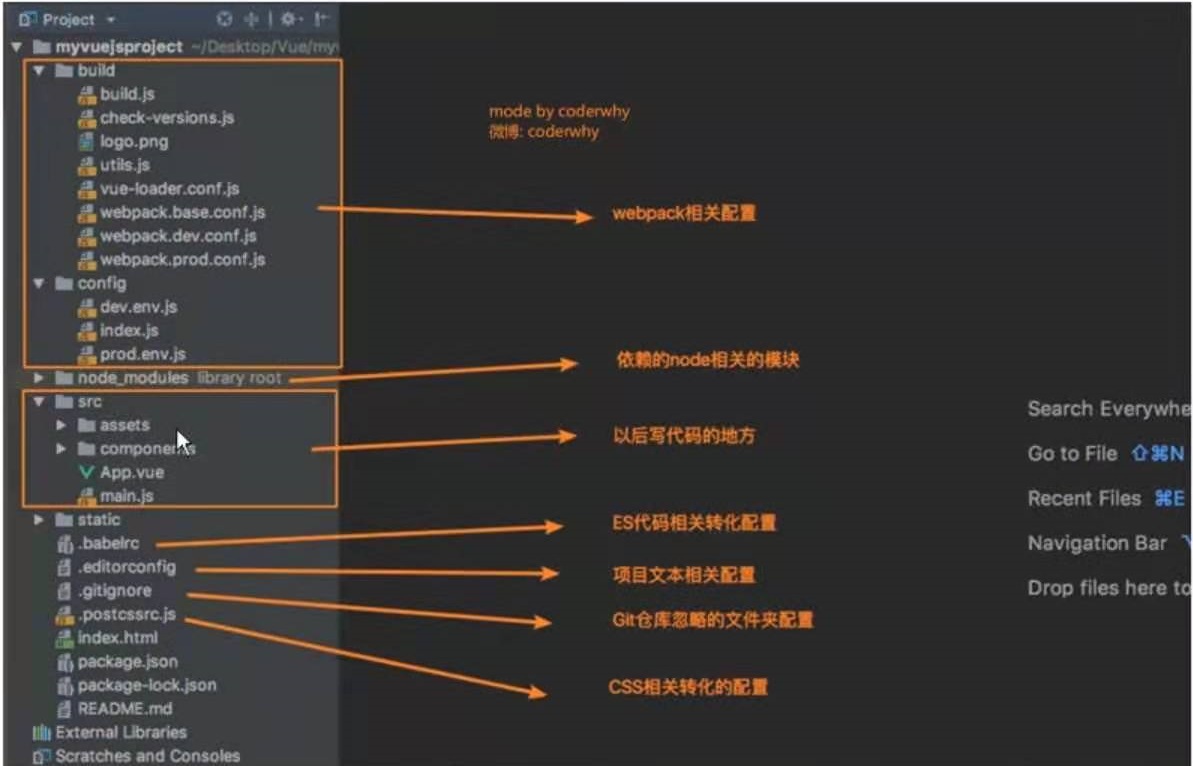 Project
myvuejsproject ~/Desktop/Vue/my
build
build.js
check-versions.js
logo.png
utils.js
vue-loader.conf.js
webpack.base.conf.js
webpack.dev.conf.js
webpack.prod.conf.js
config
dev.env.js
index.js
prod.env.js
node_modules library root
src
assets
components
App.vue
main.js
static
.babelrc
.editorconfig
.gitignore
.postcssrc.js
index.html
package.json
package-lock.json
README.md
External Libraries
Scratches and Consoles
mode by coderwhy
微博: coderwhy
webpack相关配置
依赖的node相关的模块
以后写代码的地方
ES代码相关转化配置
项目文本相关配置
Git仓库忽略的文件夹配置
CSS相关转化的配置
Search Everywhe
Go to File ⇧⌘N
Recent Files ⌘E
Navigation Bar
Drop files here to